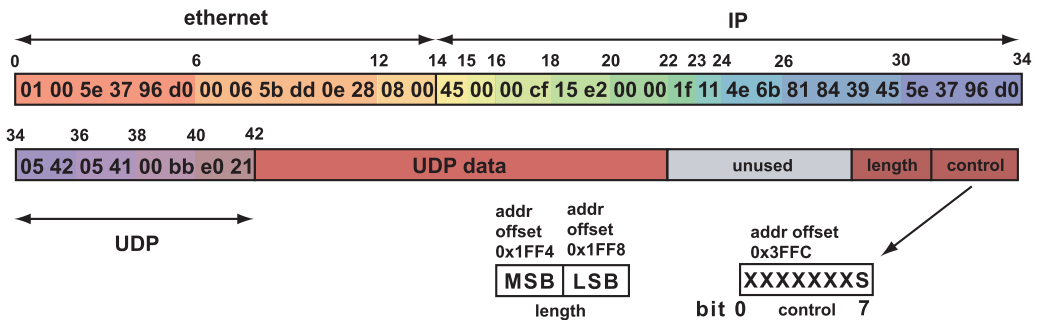 ethernet IP
0 6 12 14 15 16 18 20 22 23 24 26 30 34
01 00 5e 37 96 d0 00 06 5b dd 0e 28 08 00 45 00 00 cf 15 e2 00 00 1f 11 4e 6b 81 84 39 45 5e 37 96 d0
34 36 38 40 42
05 42 05 41 00 bb e0 21 UDP data unused length control
UDP
addr
offset
0x1FF4
addr
offset
0x1FF8
MSB LSB
length
addr offset
0x3FFC
XXXXXXXS
bit 0 control 7